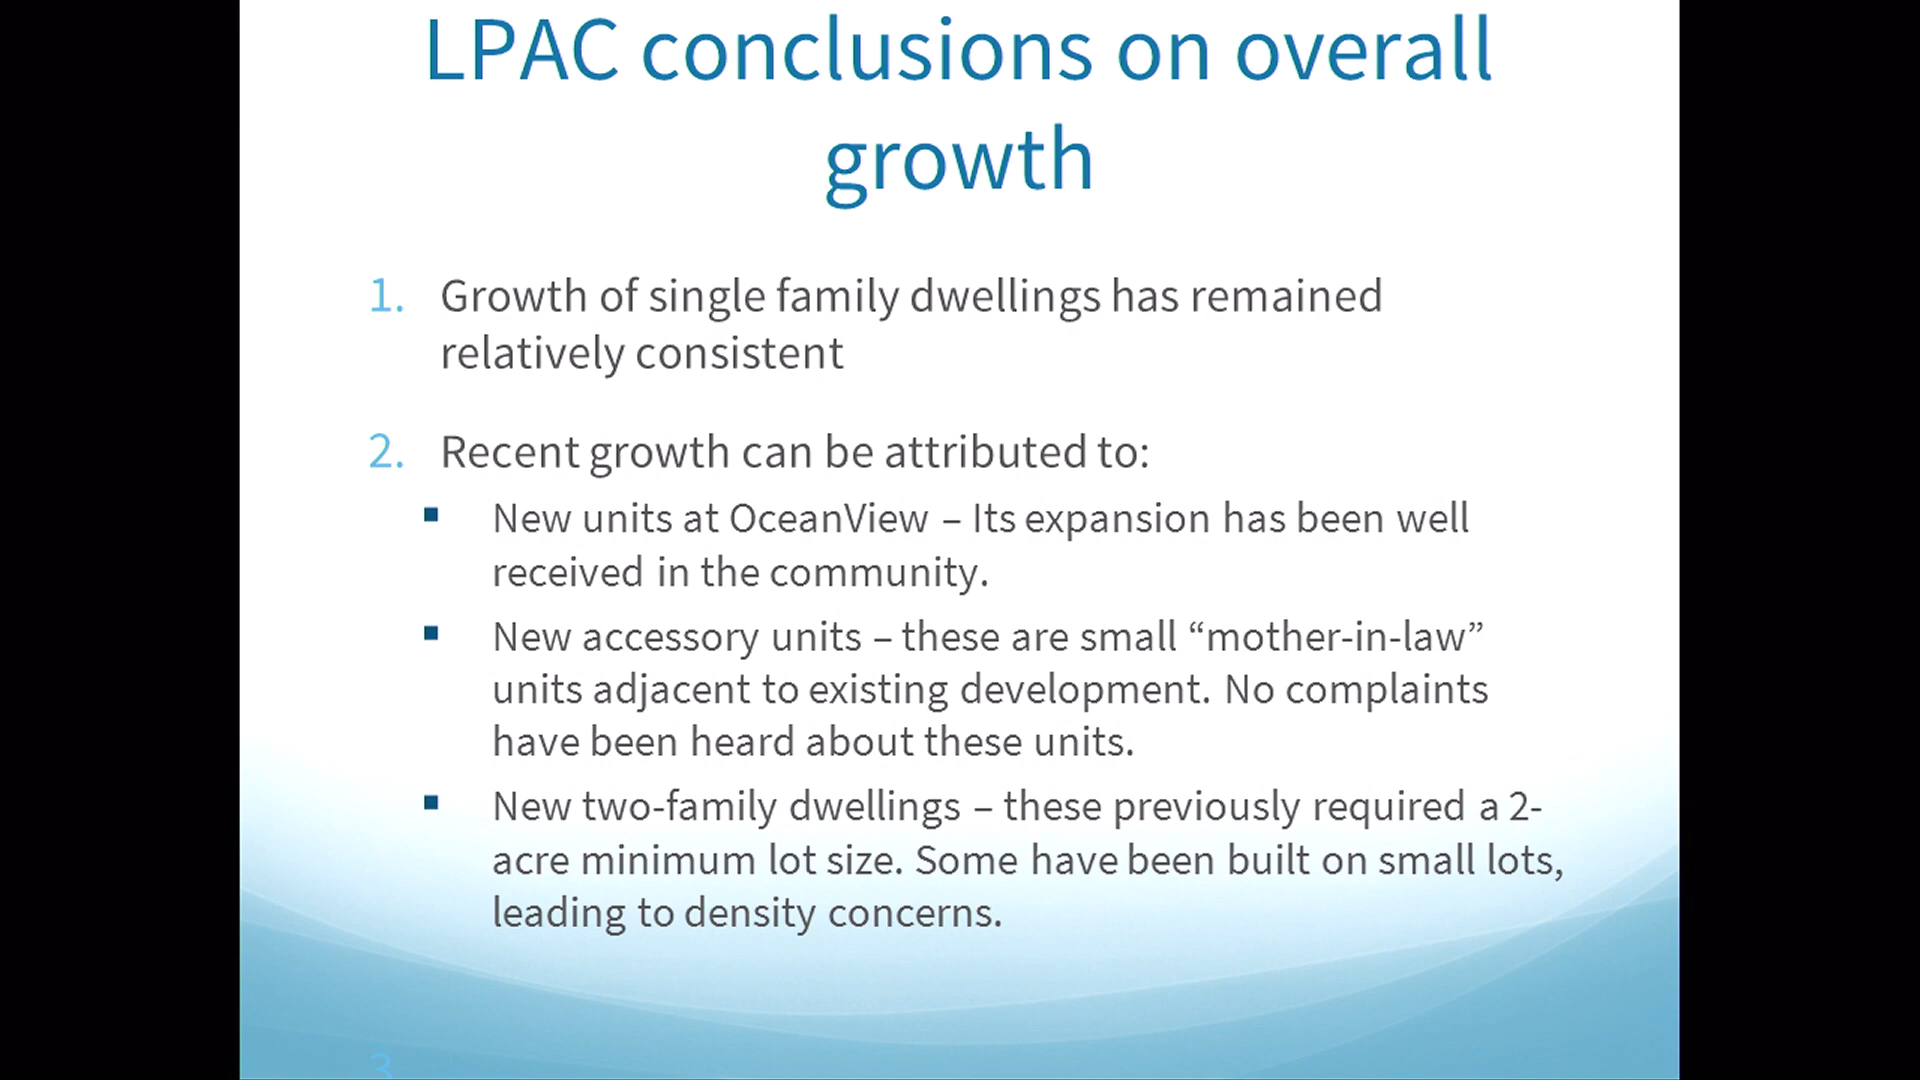 LPAC conclusions on overall
growth
1. Growth of single family dwellings has remained
relatively consistent
2. Recent growth can be attributed to:
▪ New units at OceanView – Its expansion has been well
received in the community.
▪ New accessory units – these are small “mother-in-law”
units adjacent to existing development. No complaints
have been heard about these units.
▪ New two-family dwellings – these previously required a 2-
acre minimum lot size. Some have been built on small lots,
leading to density concerns.
3.